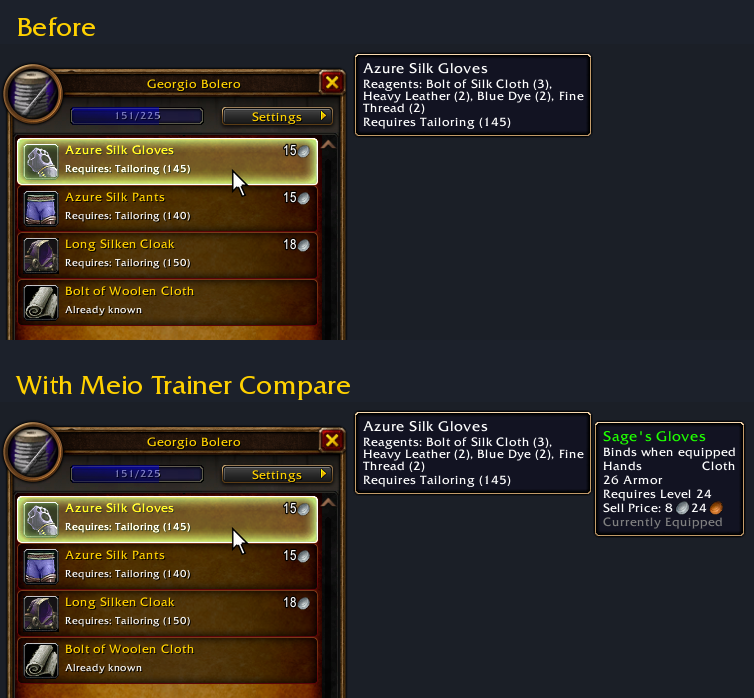 Before
Georgio Bolero
151/225
Settings
Azure Silk Gloves 15
Requires: Tailoring (145)
Azure Silk Pants 15
Requires: Tailoring (140)
Long Silken Cloak 18
Requires: Tailoring (150)
Bolt of Woolen Cloth
Already known
Azure Silk Gloves
Reagents: Bolt of Silk Cloth (3),
Heavy Leather (2), Blue Dye (2), Fine
Thread (2)
Requires Tailoring (145)
With Meio Trainer Compare
Georgio Bolero
151/225
Settings
Azure Silk Gloves 15
Requires: Tailoring (145)
Azure Silk Pants 15
Requires: Tailoring (140)
Long Silken Cloak 18
Requires: Tailoring (150)
Bolt of Woolen Cloth
Already known
Azure Silk Gloves
Reagents: Bolt of Silk Cloth (3),
Heavy Leather (2), Blue Dye (2), Fine
Thread (2)
Requires Tailoring (145)
Sage's Gloves
Binds when equipped
Hands Cloth
26 Armor
Requires Level 24
Sell Price: 8 24
Currently Equipped